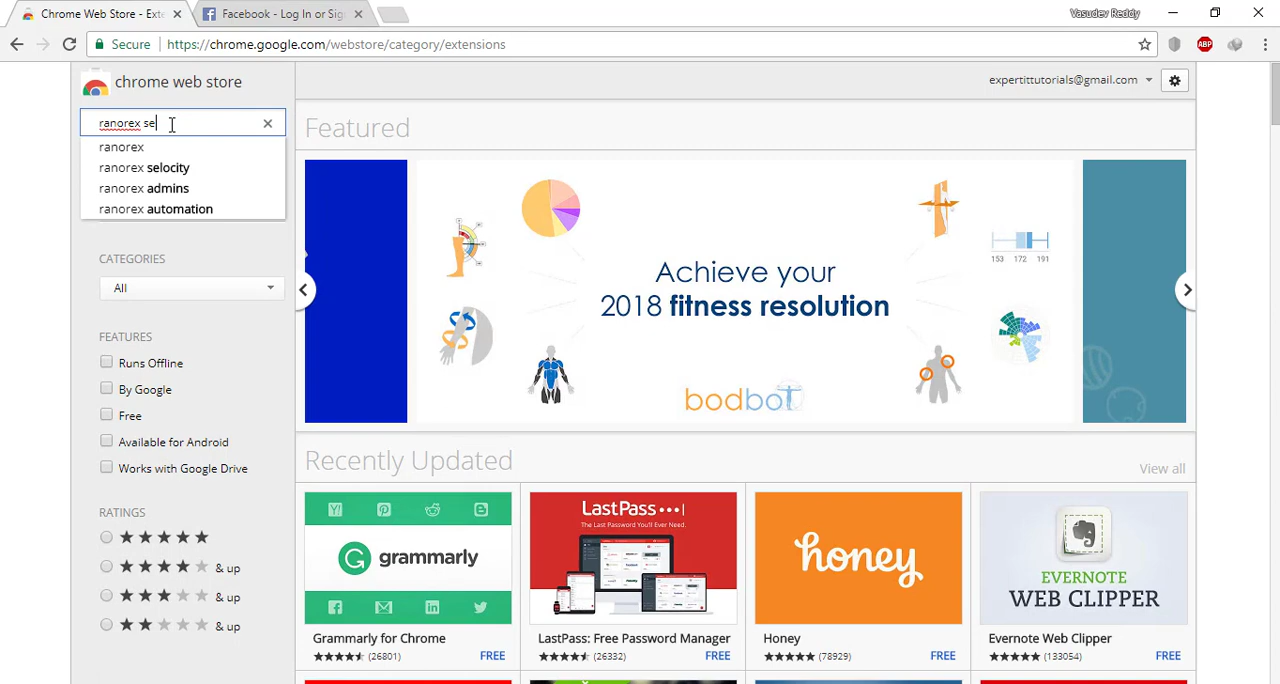 Chrome Web Store - Exte
Facebook - Log In or Sig
Vasudev Reddy
Secure
https://chrome.google.com/webstore/category/extensions
ABP
chrome web store
expertittutorials@gmail.com
ranorex se
ranorex
ranorex selocity
ranorex admins
ranorex automation
CATEGORIES
All
FEATURES
Runs Offline
By Google
Free
Available for Android
Works with Google Drive
RATINGS
& up
& up
& up
Featured
Achieve your
2018 fitness resolution
153 172 191
bodbot
Recently Updated
View all
grammarly
Grammarly for Chrome
(26801)
FREE
LastPass
The Last Password You'll Ever Need.
LastPass: Free Password Manager
(26332)
FREE
honey
Honey
(78929)
FREE
EVERNOTE
WEB CLIPPER
Evernote Web Clipper
(133054)
FREE